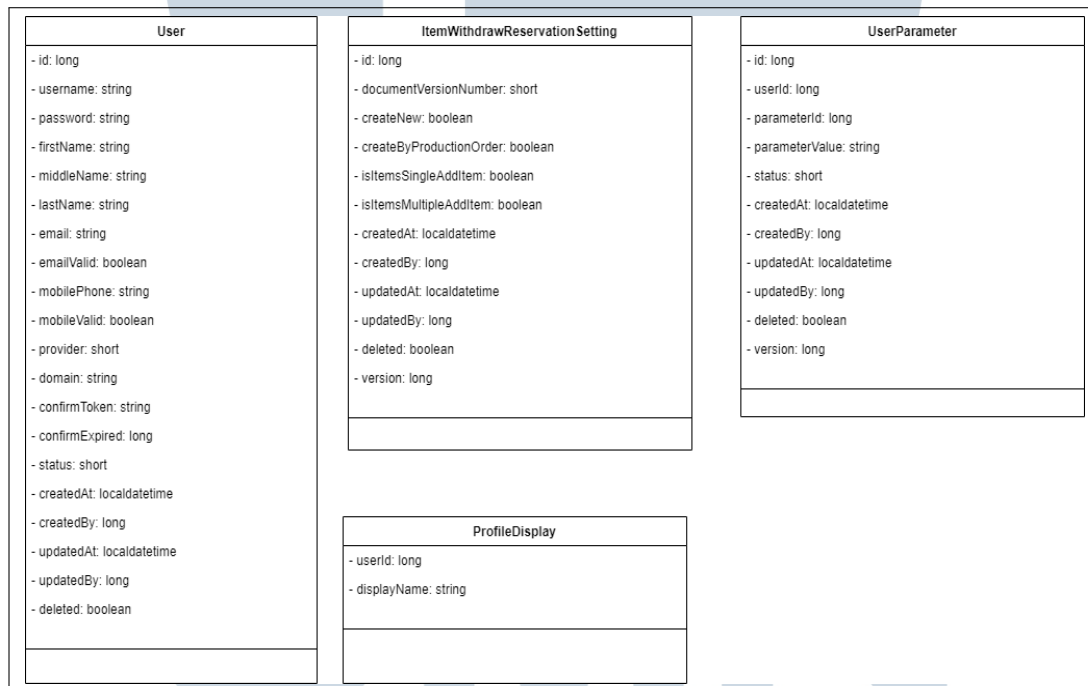 User
- id: long
- username: string
- password: string
- firstName: string
- middleName: string
- lastName: string
- email: string
- emailValid: boolean
- mobilePhone: string
- mobileValid: boolean
- provider: short
- domain: string
- confirmToken: string
- confirmExpired: long
- status: short
- createdAt: localdatetime
- createdBy: long
- updatedAt: localdatetime
- updatedBy: long
- deleted: boolean
ItemWithdrawReservationSetting
- id: long
- documentVersionNumber: short
- createNew: boolean
- createByProductionOrder: boolean
- isItemsSingleAddItem: boolean
- isItemsMultipleAddItem: boolean
- createdAt: localdatetime
- createdBy: long
- updatedAt: localdatetime
- updatedBy: long
- deleted: boolean
- version: long
UserParameter
- id: long
- userId: long
- parameterId: long
- parameterValue: string
- status: short
- createdAt: localdatetime
- createdBy: long
- updatedAt: localdatetime
- updatedBy: long
- deleted: boolean
- version: long
ProfileDisplay
- userId: long
- displayName: string